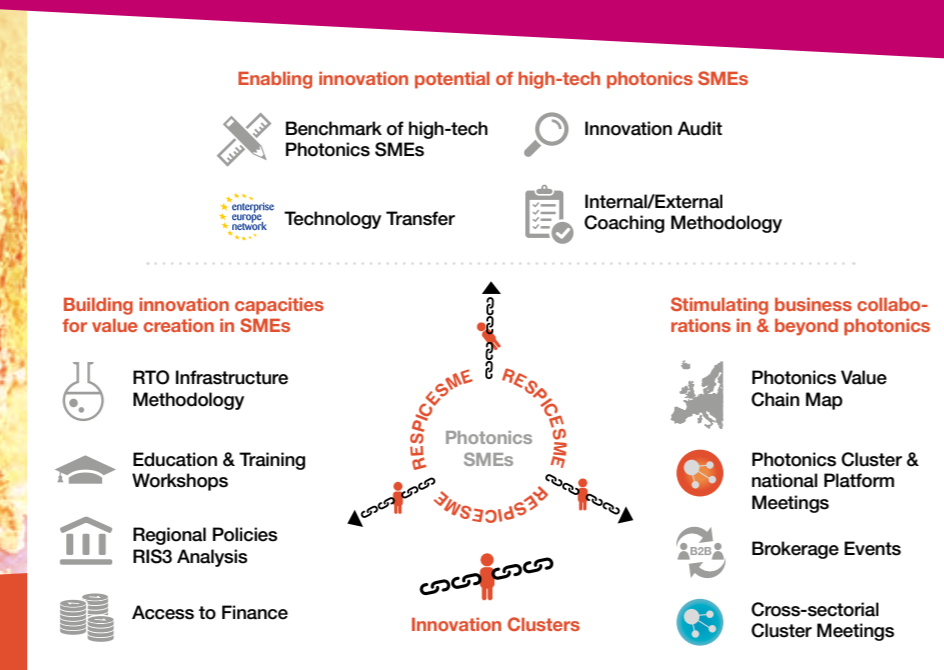 Enabling innovation potential of high-tech photonics SMEs
Benchmark of high-tech
Photonics SMEs
Innovation Audit
enterprise
europe
network
Technology Transfer
Internal/External
Coaching Methodology
Building innovation capacities
for value creation in SMEs
RTO Infrastructure
Methodology
Education & Training
Workshops
Regional Policies
RIS3 Analysis
Access to Finance
RESPICESME
RESPICESME
RESPICESME
Photonics
SMEs
Innovation Clusters
Stimulating business collabo-
rations in & beyond photonics
Photonics Value
Chain Map
Photonics Cluster &
national Platform
Meetings
B2B
Brokerage Events
Cross-sectorial
Cluster Meetings